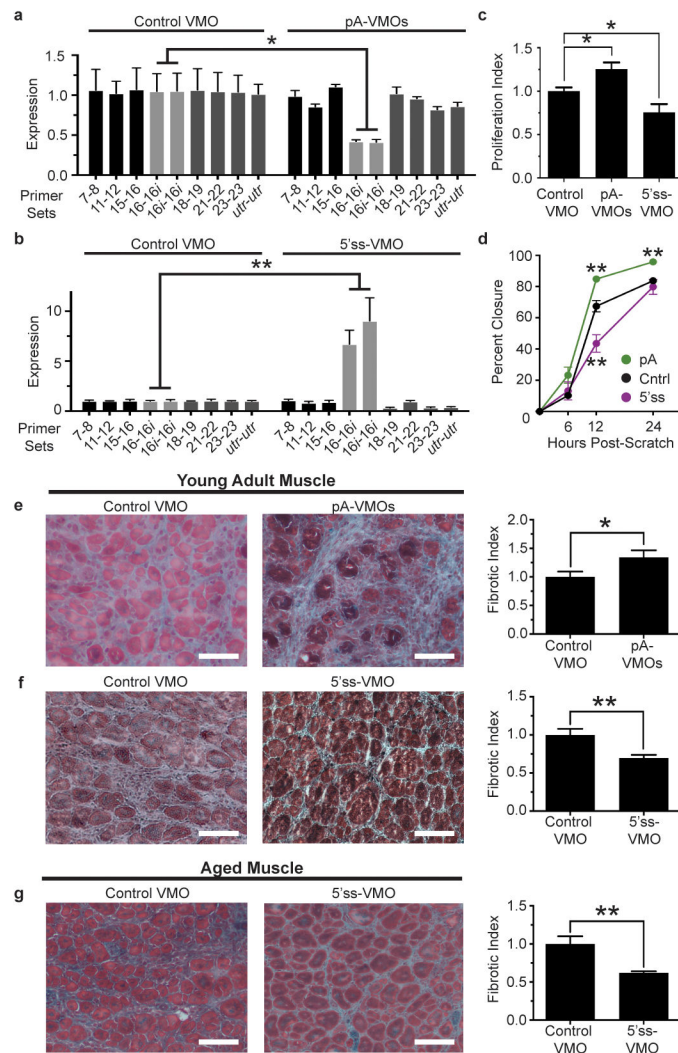 a
Control VMO
pA-VMOs
*
Expression
1.5
1.0
0.5
0.0
Primer Sets
7-8
11-12
15-16
16-16i
16i-16i
18-19
21-22
23-23
utr-utr
7-8
11-12
15-16
16-16i
16i-16i
18-19
21-22
23-23
utr-utr
b
Control VMO
5'ss-VMO
**
Expression
10
5
0
Primer Sets
7-8
11-12
15-16
16-16i
16i-16i
18-19
21-22
23-23
utr-utr
7-8
11-12
15-16
16-16i
16i-16i
18-19
21-22
23-23
utr-utr
c
*
*
Proliferation Index
1.5
1.0
0.5
0
Control VMO
pA-VMOs
5'ss-VMO
d
Percent Closure
100
80
60
40
20
0
**
**
**
pA
Cntrl
5'ss
6
12
24
Hours Post-Scratch
Young Adult Muscle
e
Control VMO
pA-VMOs
Fibrotic Index
2.0
1.5
1.0
0.5
0.0
*
Control VMO
pA-VMOs
f
Control VMO
5'ss-VMO
Fibrotic Index
1.5
1.0
0.5
0
**
Control VMO
5'ss-VMO
Aged Muscle
g
Control VMO
5'ss-VMO
Fibrotic Index
1.5
1.0
0.5
0
**
Control VMO
5'ss-VMO